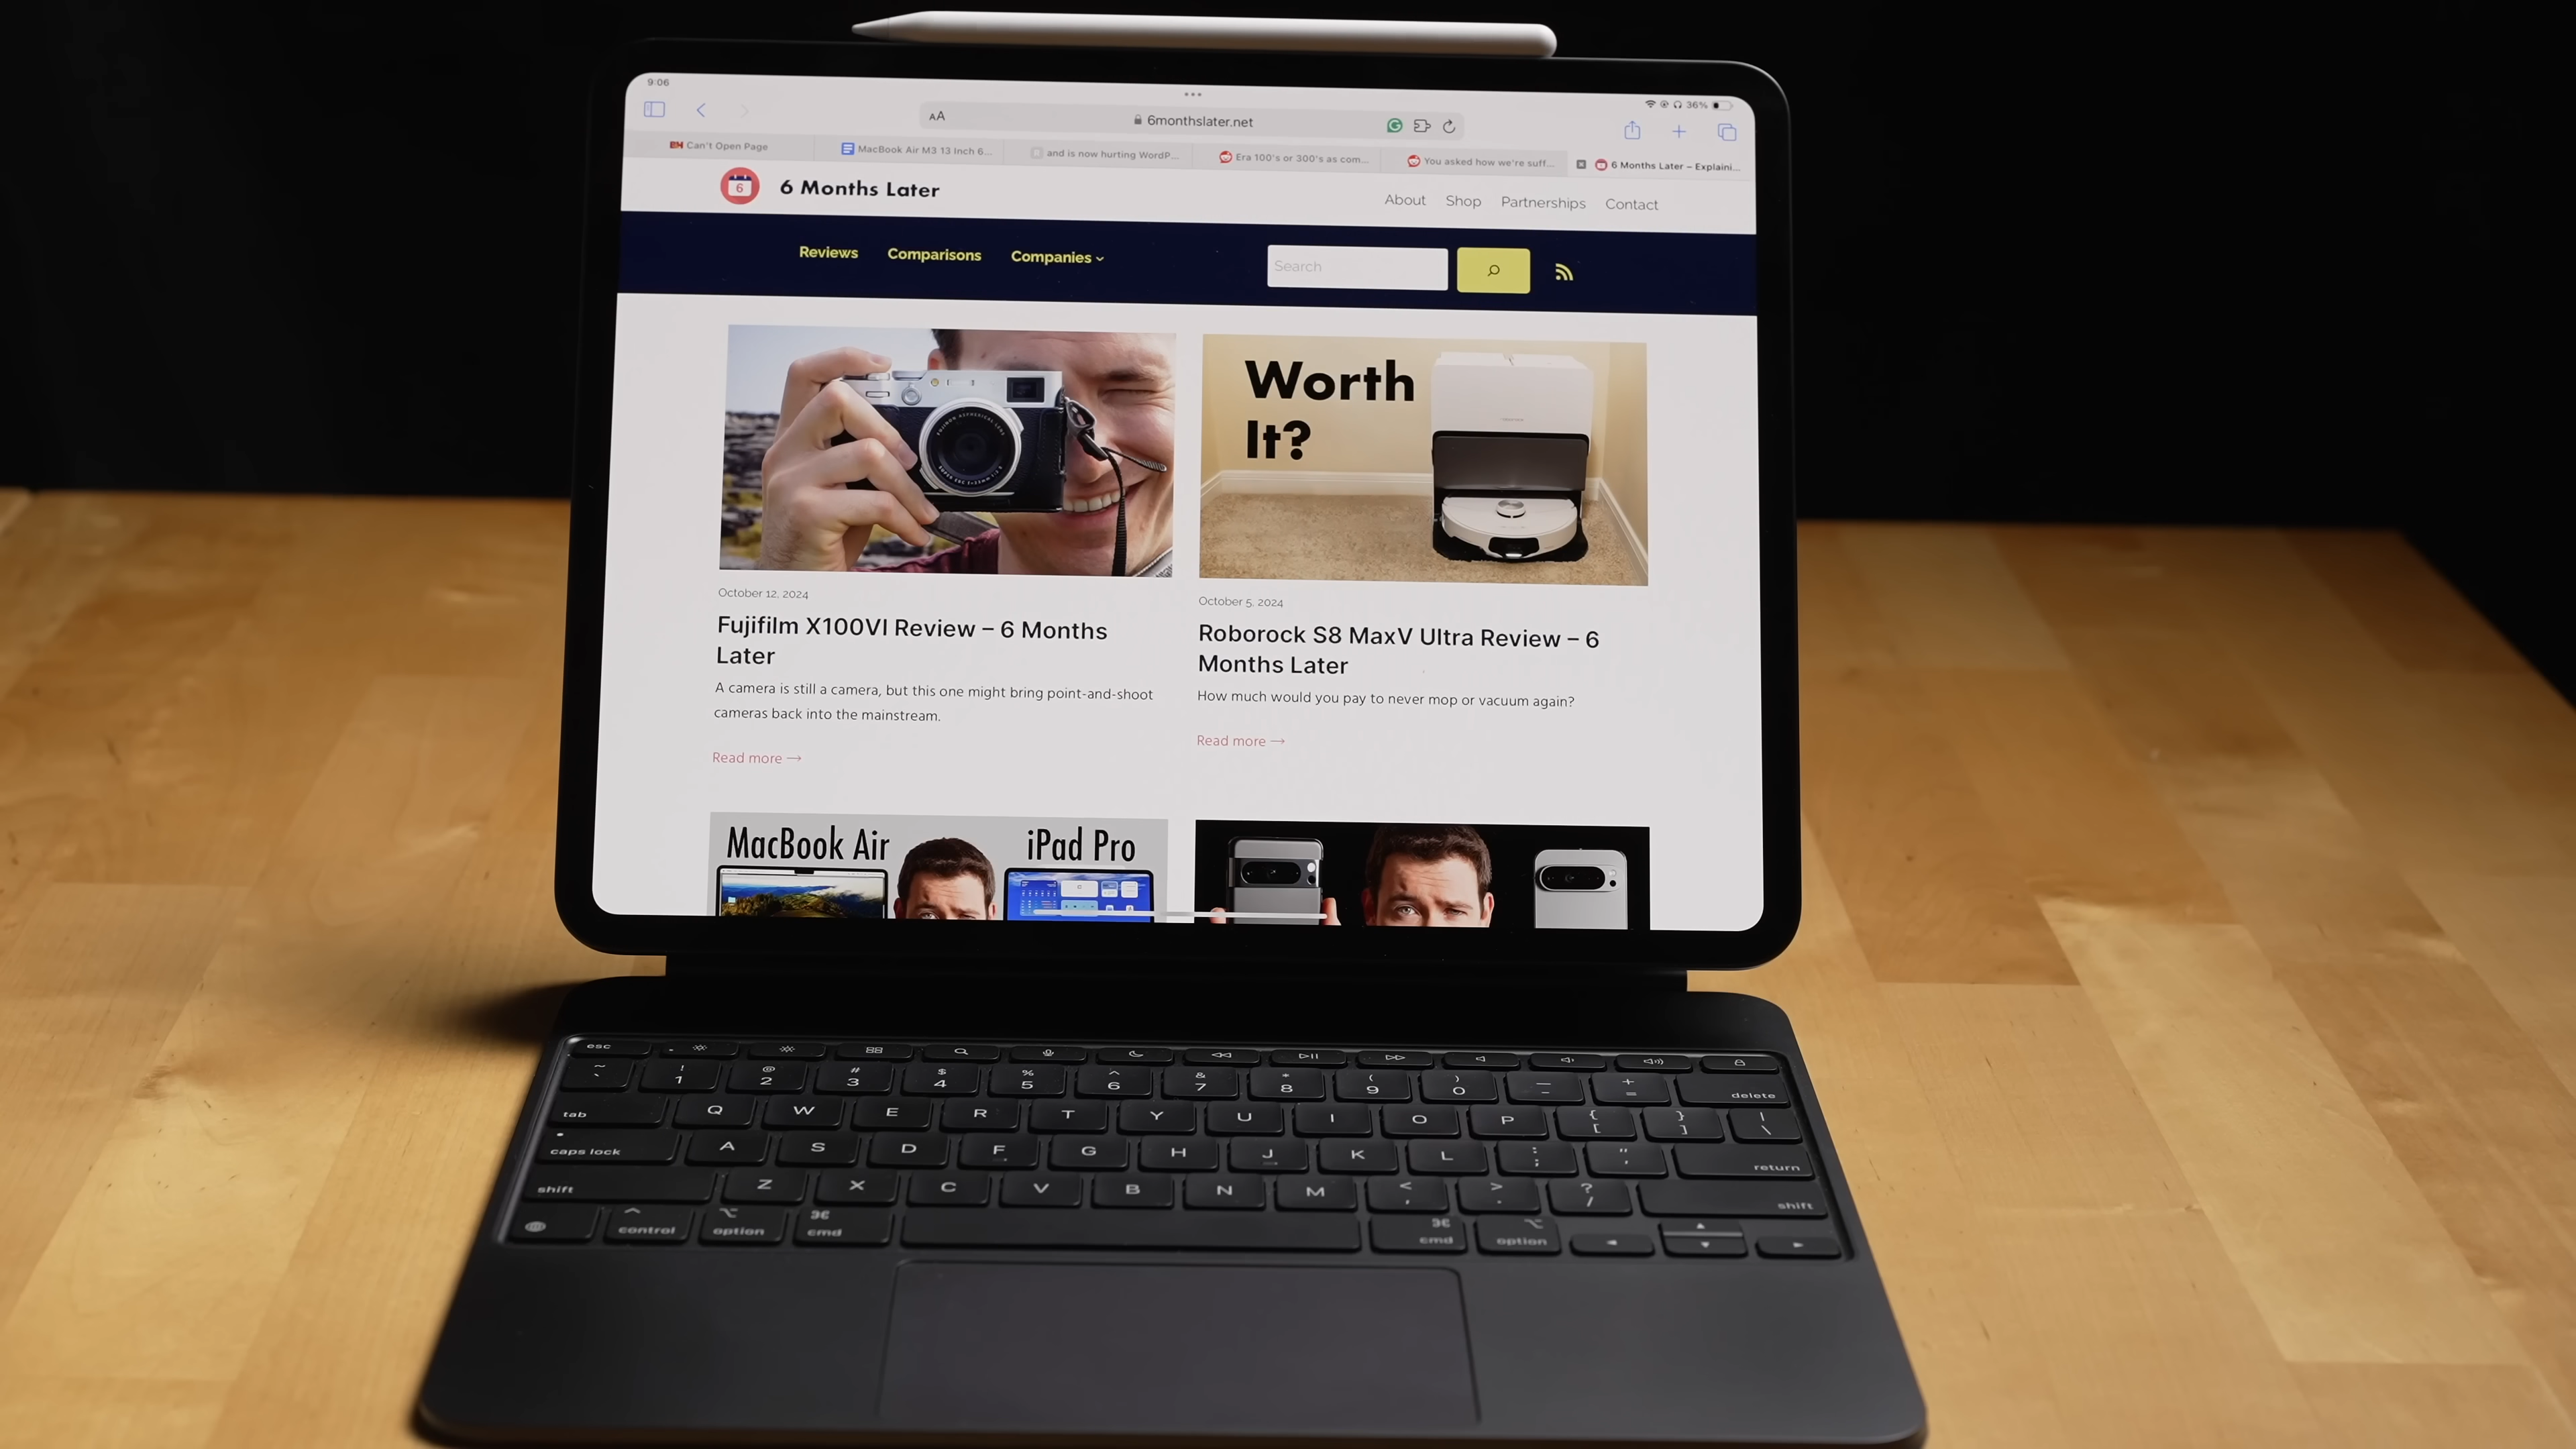 9:06
36%
AA 6monthslater.net
Can't Open Page
MacBook Air M3 13 Inch 6...
and is now hurting WordP...
Era 100's or 300's as com...
You asked how we're suff...
6 Months Later – Explaini...
6
6 Months Later
About Shop Partnerships Contact
Reviews Comparisons Companies
Search
Worth
It?
October 12, 2024
Fujifilm X100VI Review – 6 Months
Later
A camera is still a camera, but this one might bring point-and-shoot
cameras back into the mainstream.
Read more →
October 5, 2024
Roborock S8 MaxV Ultra Review – 6
Months Later
How much would you pay to never mop or vacuum again?
Read more →
MacBook Air iPad Pro
esc
~ ! @ # $ % ^ & * ( ) — +
` 1 2 3 4 5 6 7 8 9 0 - = delete
tab Q W E R T Y U I O P { [ } ] | \
caps lock A S D F G H J K L : ; " ' return
shift Z X C V B N M < , > . ? / shift
control option cmd cmd option